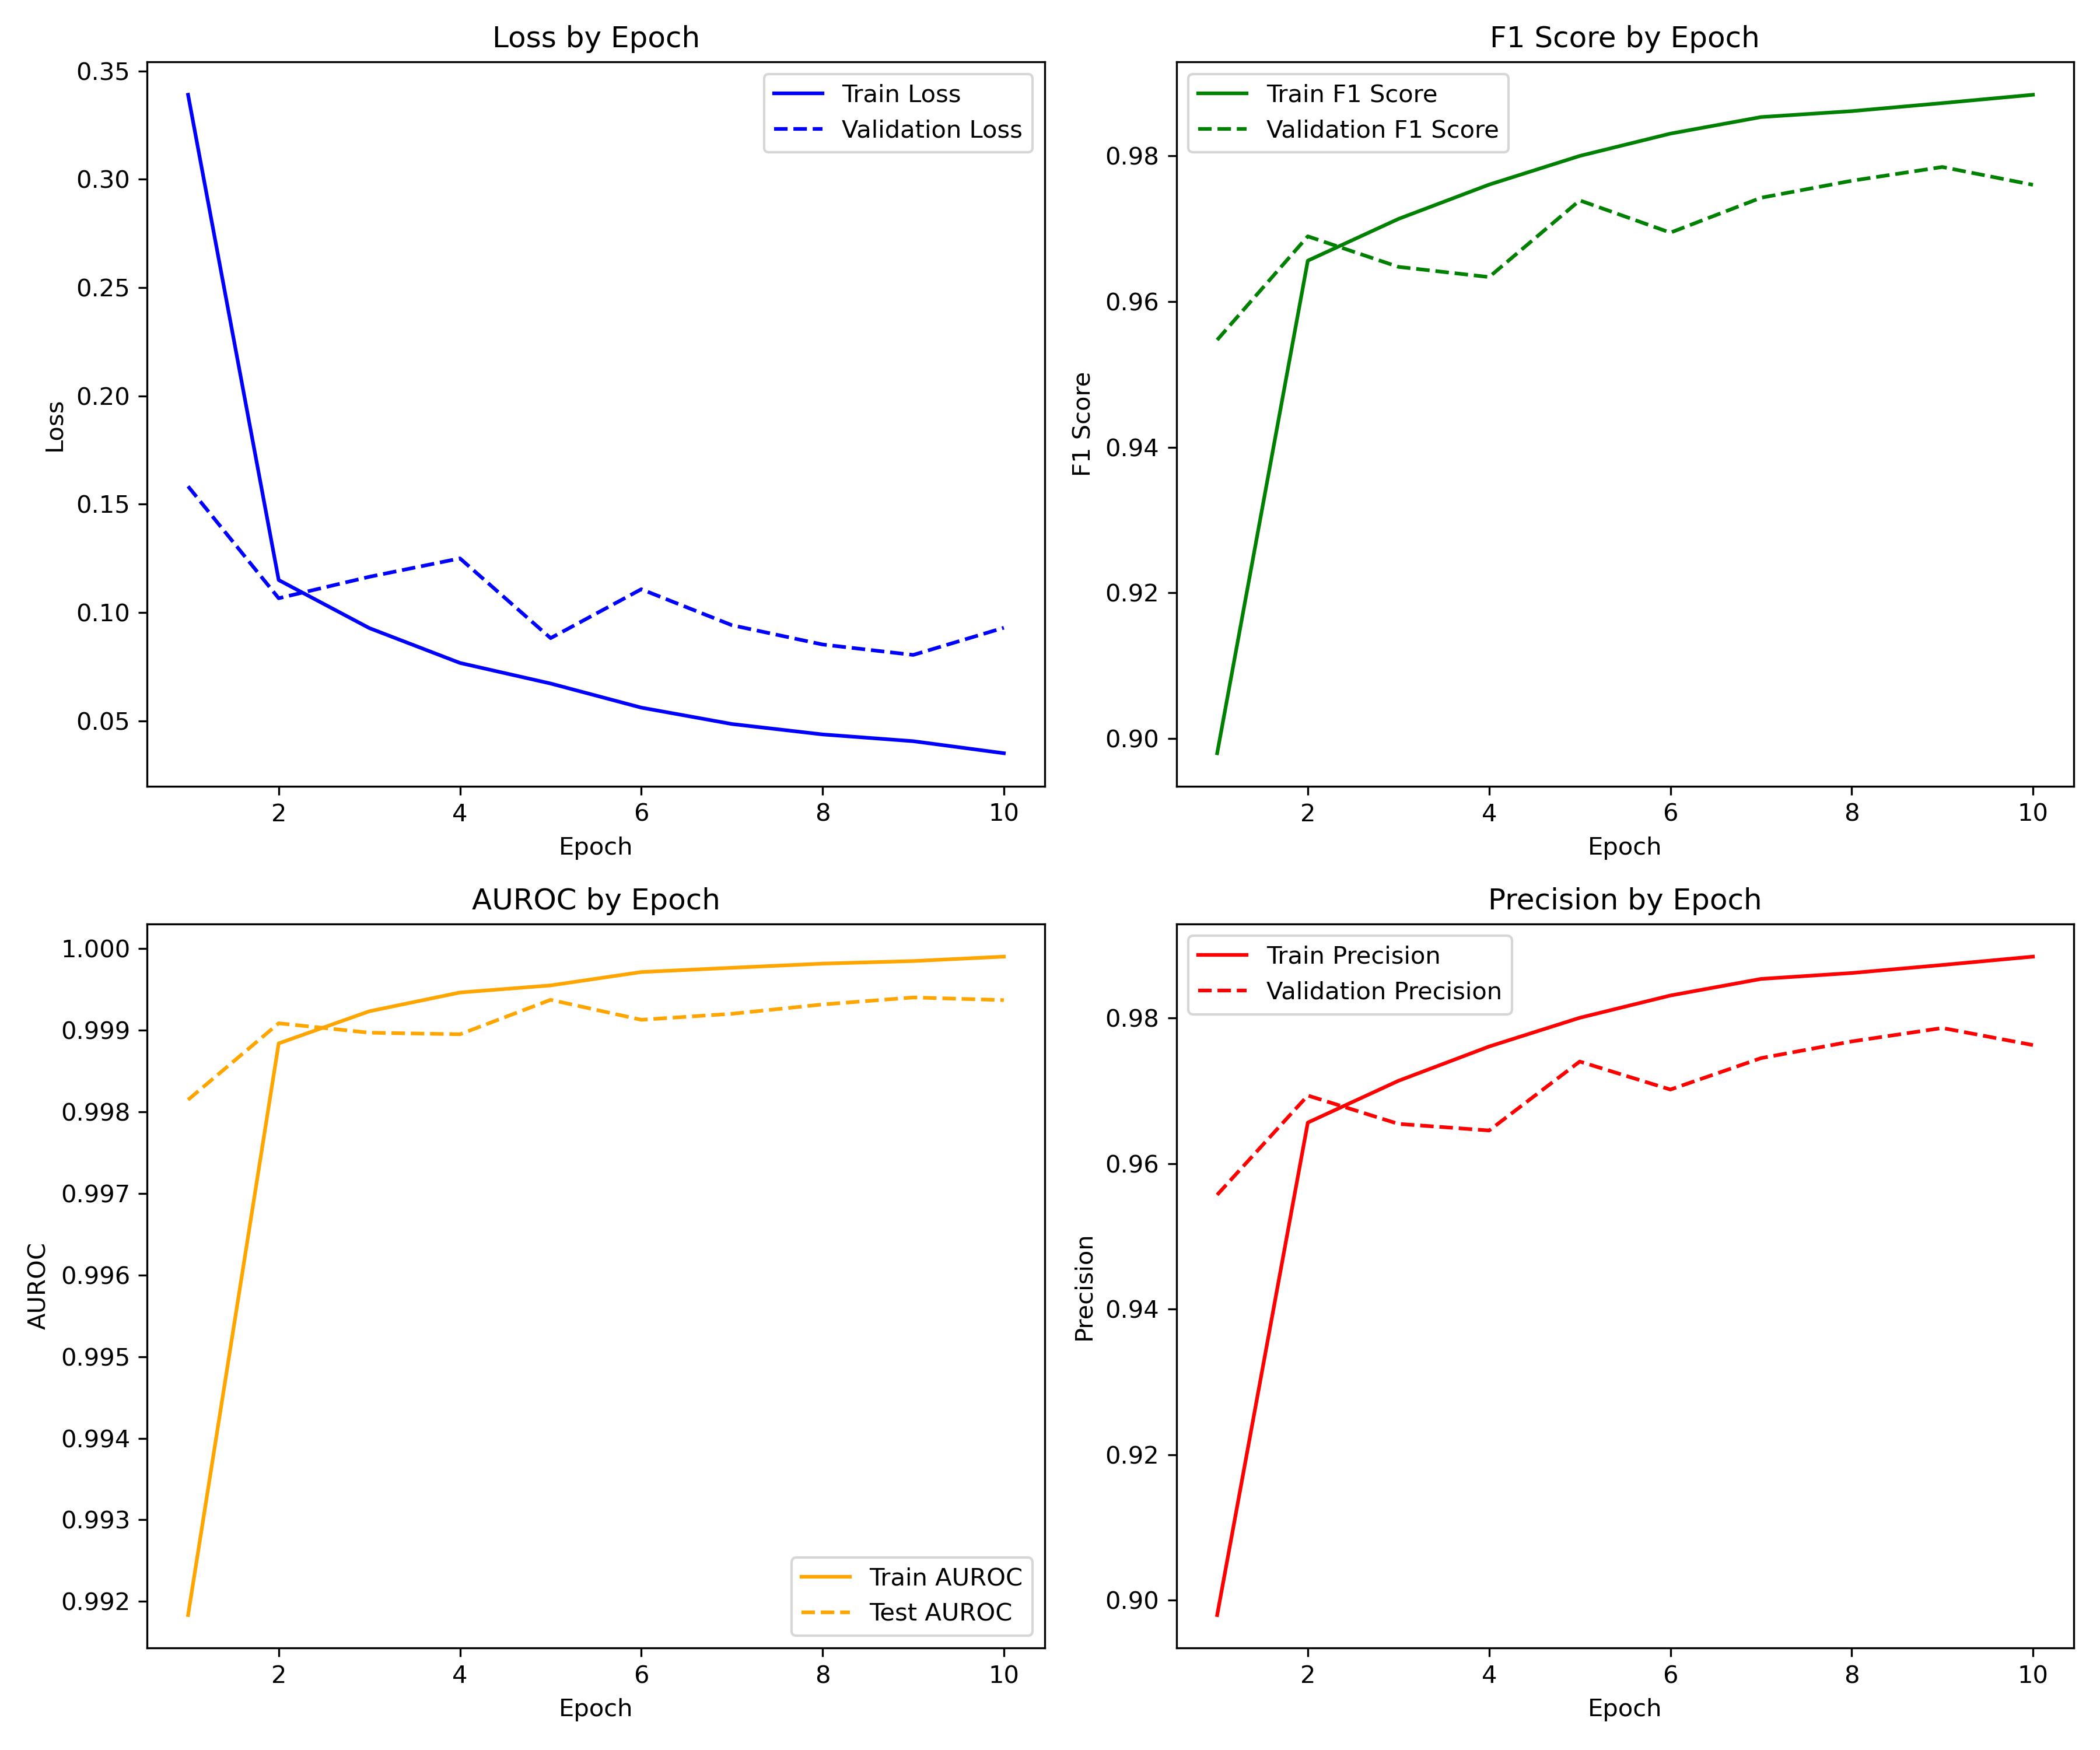 Loss by Epoch
0.35
0.30
0.25
0.20
0.15
0.10
0.05
Loss
Train Loss
Validation Loss
2 4 6 8 10
Epoch
F1 Score by Epoch
0.98
0.96
0.94
0.92
0.90
F1 Score
Train F1 Score
Validation F1 Score
2 4 6 8 10
Epoch
AUROC by Epoch
1.000
0.999
0.998
0.997
0.996
0.995
0.994
0.993
0.992
AUROC
Train AUROC
Test AUROC
2 4 6 8 10
Epoch
Precision by Epoch
0.98
0.96
0.94
0.92
0.90
Precision
Train Precision
Validation Precision
2 4 6 8 10
Epoch